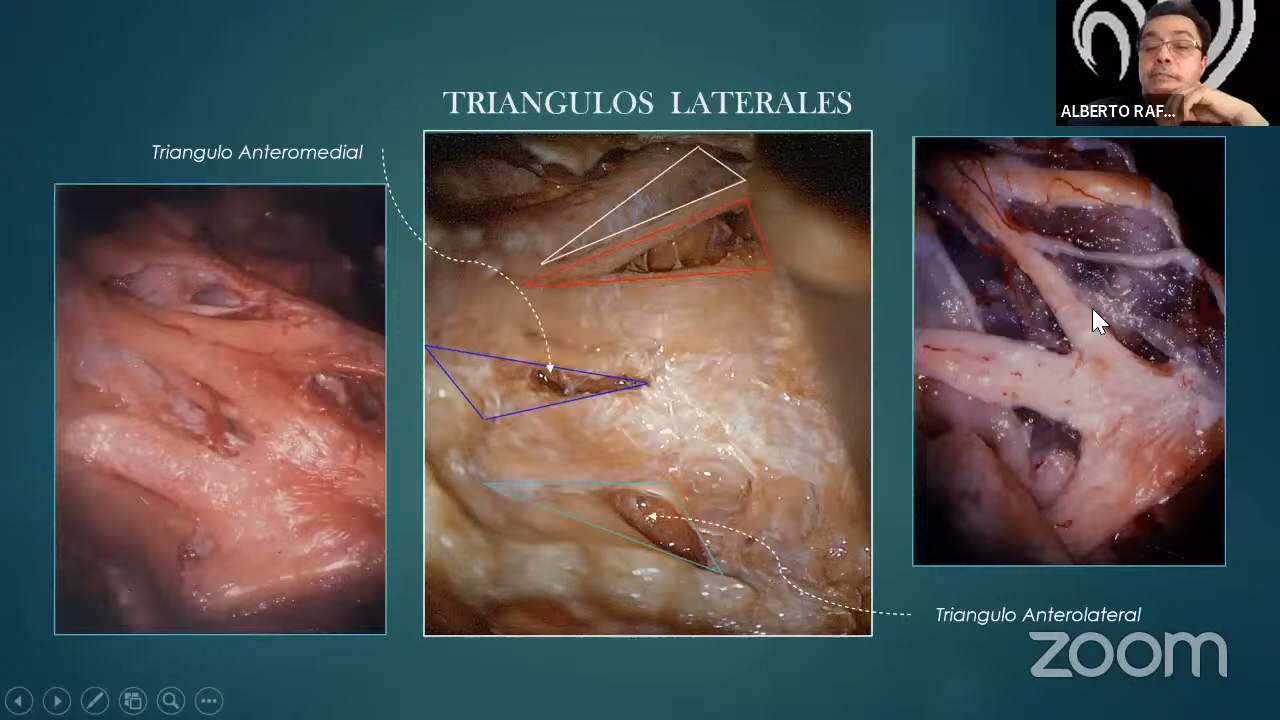 ALBERTO RAF...
TRIANGULOS LATERALES
Triangulo Anteromedial
Triangulo Anterolateral
zoom